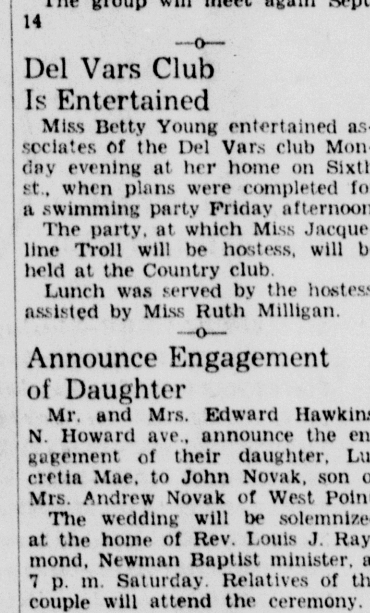 The group will meet again Sept
14
—o—
Del Vars Club
Is Entertained
Miss Betty Young entertained as-
sociates of the Del Vars club Mon
day evening at her home on Sixth
st., when plans were completed fo
a swimming party Friday afternoon
The party, at which Miss Jacque
line Troll will be hostess, will b
held at the Country club.
Lunch was served by the hostess
assisted by Miss Ruth Milligan.
—o—
Announce Engagement
of Daughter
Mr. and Mrs. Edward Hawkins
N. Howard ave., announce the en
gagement of their daughter, Lu
cretia Mae, to John Novak, son o
Mrs. Andrew Novak of West Poin
The wedding will be solemnize
at the home of Rev. Louis J. Ray
mond, Newman Baptist minister, a
7 p. m. Saturday. Relatives of th
couple will attend the ceremony.